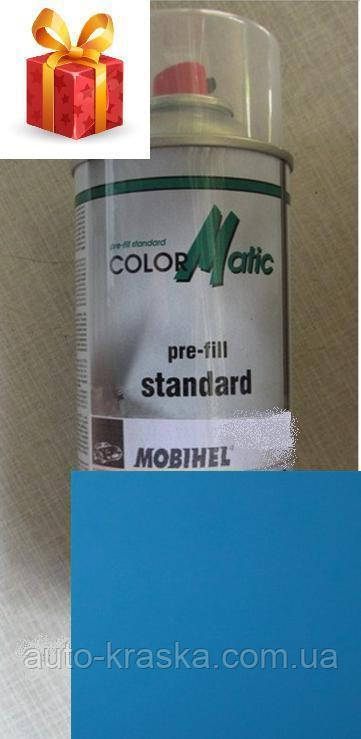 pre-fill standard
COLOR Matic
pre-fill
standard
MOBIHEL
auto-kraska.com.ua